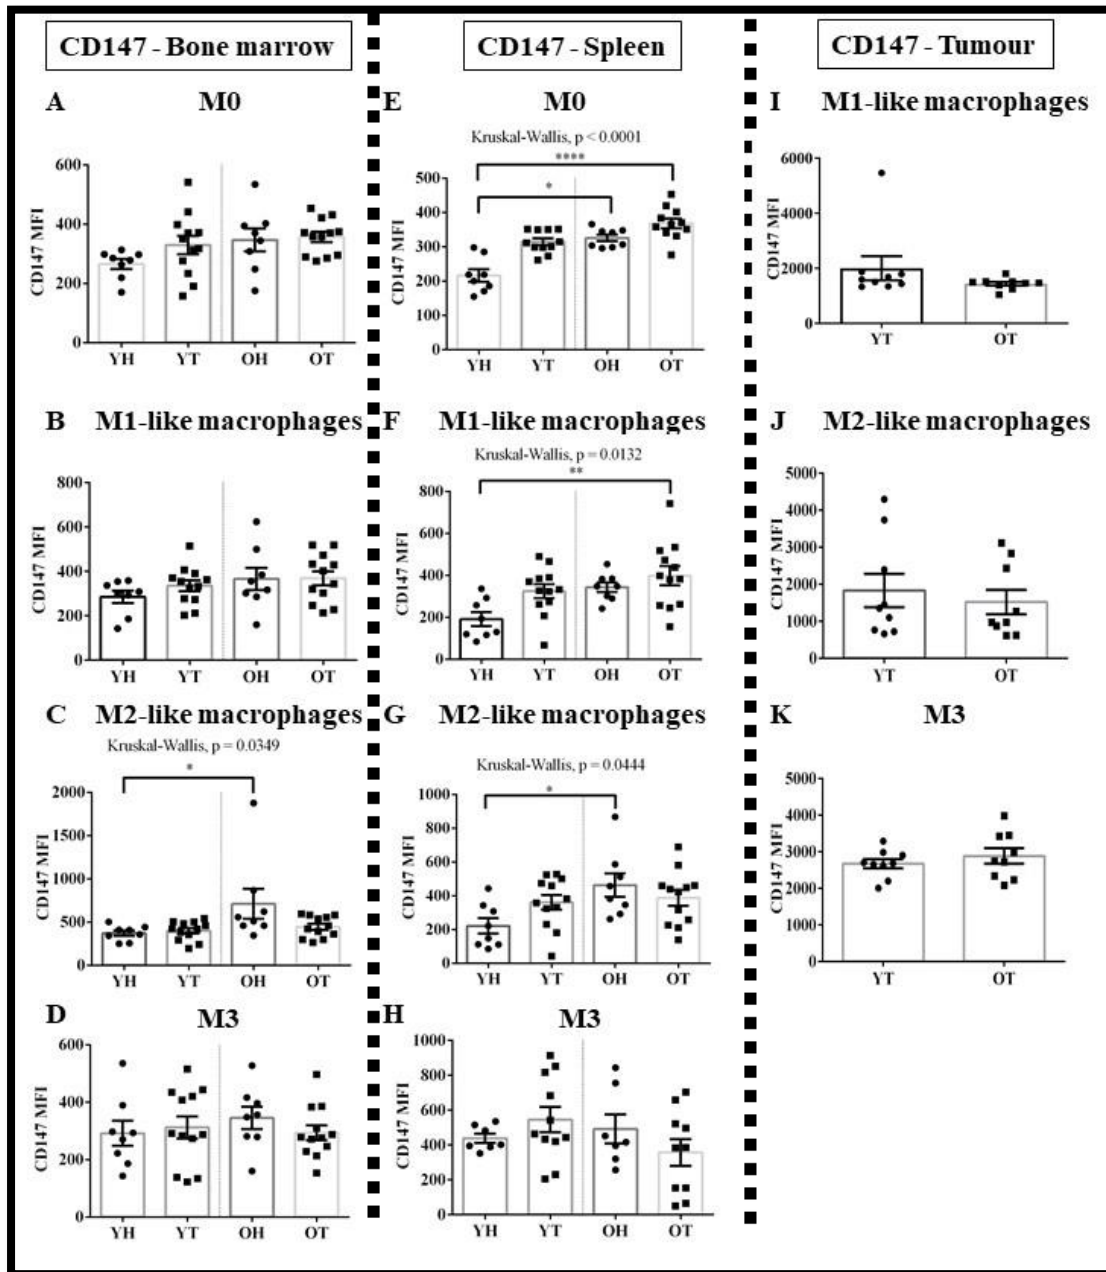 CD147 - Bone marrow
A
M0
CD147 MFI
600
400
200
0
YH YT OH OT
B
M1-like macrophages
CD147 MFI
800
600
400
200
0
YH YT OH OT
C
M2-like macrophages
Kruskal-Wallis, p = 0.0349
*
CD147 MFI
2000
1500
1000
500
0
YH YT OH OT
D
M3
CD147 MFI
600
400
200
0
YH YT OH OT
CD147 - Spleen
E
M0
Kruskal-Wallis, p < 0.0001
****
*
CD147 MFI
500
400
300
200
100
0
YH YT OH OT
F
M1-like macrophages
Kruskal-Wallis, p = 0.0132
**
CD147 MFI
800
600
400
200
0
YH YT OH OT
G
M2-like macrophages
Kruskal-Wallis, p = 0.0444
*
CD147 MFI
1000
800
600
400
200
0
YH YT OH OT
H
M3
CD147 MFI
1000
800
600
400
200
0
YH YT OH OT
CD147 - Tumour
I
M1-like macrophages
CD147 MFI
6000
4000
2000
0
YT OT
J
M2-like macrophages
CD147 MFI
5000
4000
3000
2000
1000
0
YT OT
K
M3
CD147 MFI
5000
4000
3000
2000
1000
0
YT OT